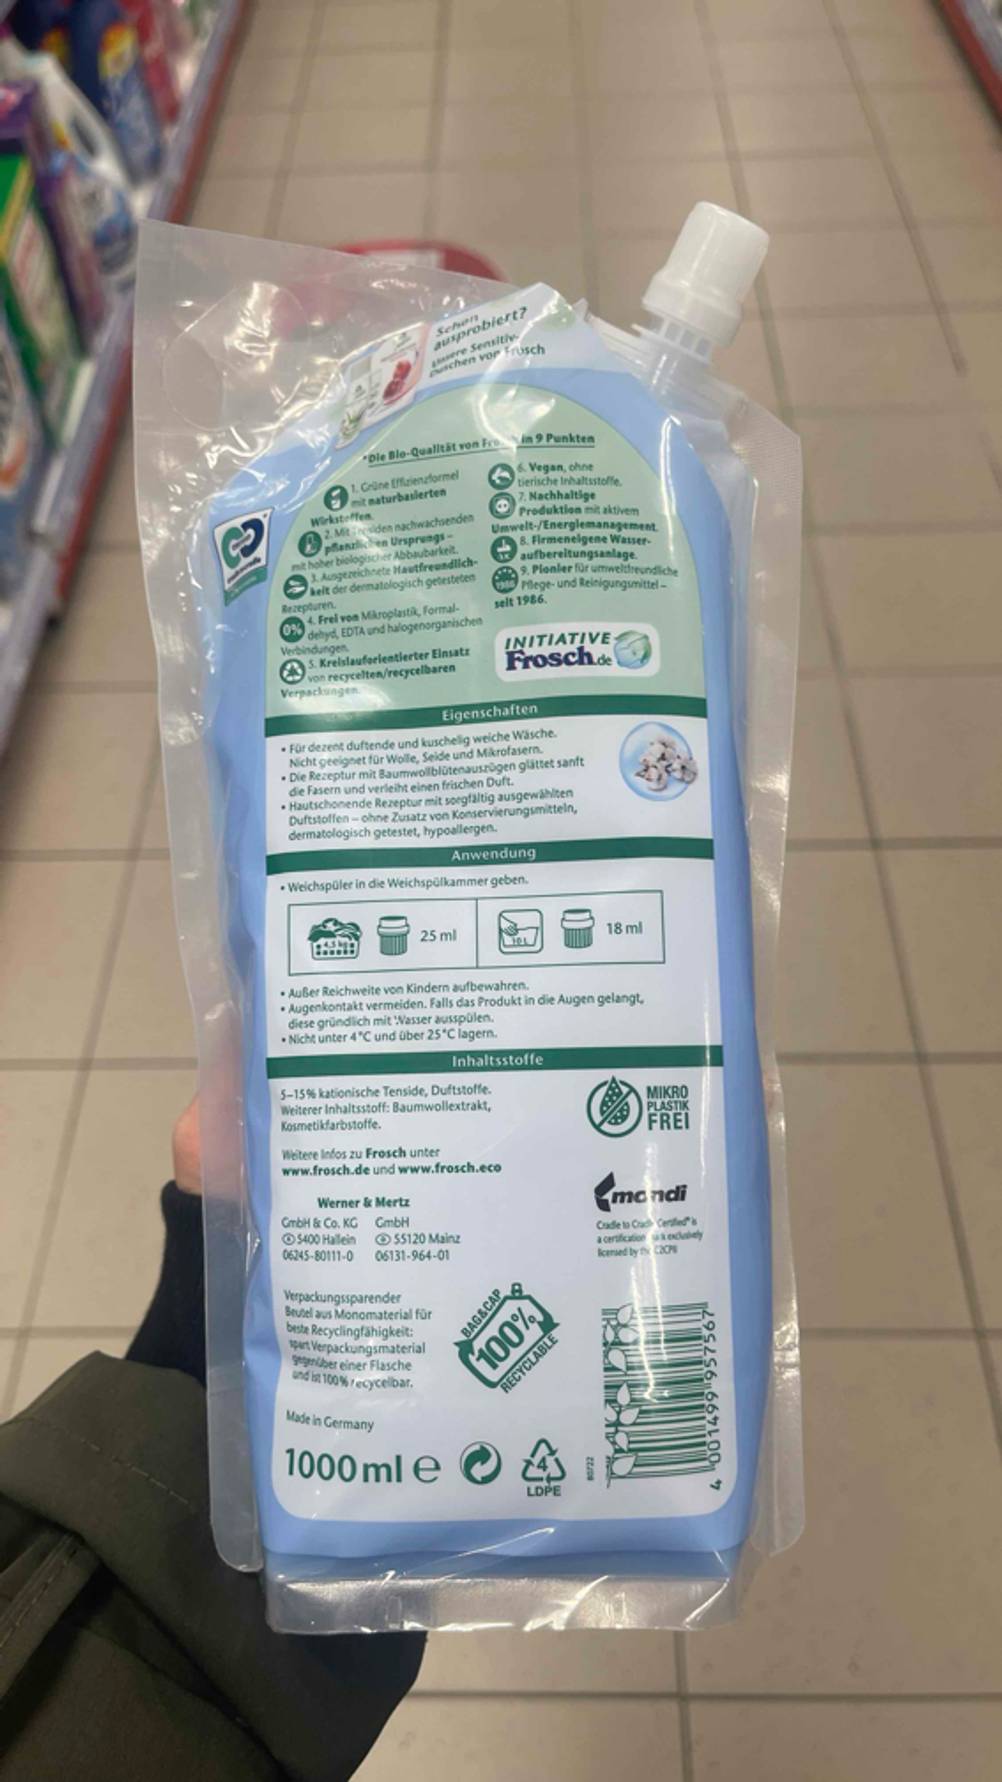 Schon
ausprobiert?
Unsere Sensitiv-
Duschen von Frosch
*Die Bio-Qualität von in 9 Punkten
1. Grüne Effizienzformel
mit naturbasierten
Wirkstoffen.
2. Mit Tensiden nachwachsenden
pflanzlichen Ursprungs –
mit hoher biologischer Abbaubarkeit.
3. Ausgezeichnete Hautfreundlich-
keit der dermatologisch getesteten
Rezepturen.
0%
4. Frei von Mikroplastik, Formal-
dehyd, EDTA und halogenorganischen
Verbindungen.
5. Kreislauforientierter Einsatz
von recycelten/recycelbaren
Verpackungen.
6. Vegan, ohne
tierische Inhaltsstoffe.
7. Nachhaltige
Produktion mit aktivem
Umwelt-/Energiemanagement.
8. Firmeneigene Wasser-
aufbereitungsanlage.
1986
9. Pionier für umweltfreundliche
Pflege- und Reinigungsmittel –
seit 1986.
INITIATIVE
Frosch.de
Eigenschaften
• Für dezent duftende und kuschelig weiche Wäsche.
Nicht geeignet für Wolle, Seide und Mikrofasern.
• Die Rezeptur mit Baumwollblütenauszügen glättet sanft
die Fasern und verleiht einen frischen Duft.
• Hautschonende Rezeptur mit sorgfältig ausgewählten
Duftstoffen – ohne Zusatz von Konservierungsmitteln,
dermatologisch getestet, hypoallergen.
Anwendung
• Weichspüler in die Weichspülkammer geben.
4,5 kg 25 ml 10 L 18 ml
• Außer Reichweite von Kindern aufbewahren.
• Augenkontakt vermeiden. Falls das Produkt in die Augen gelangt,
diese gründlich mit Wasser ausspülen.
• Nicht unter 4°C und über 25°C lagern.
Inhaltsstoffe
5–15% kationische Tenside, Duftstoffe.
Weiterer Inhaltsstoff: Baumwollextrakt,
Kosmetikfarbstoffe.
MIKRO
PLASTIK
FREI
Weitere Infos zu Frosch unter
www.frosch.de und www.frosch.eco
Werner & Mertz
GmbH & Co. KG GmbH
5400 Hallein 55120 Mainz
06245-80111-0 06131-964-01
mondi
Cradle to Cradle Certified® is
a certification mark exclusively
licensed by the C2CPII
Verpackungssparender
Beutel aus Monomaterial für
beste Recyclingfähigkeit:
spart Verpackungsmaterial
gegenüber einer Flasche
und ist 100% recycelbar.
BAG&CAP
100%
RECYCLABLE
Made in Germany
1000 ml e
4
LDPE
80722
4 001499 957567